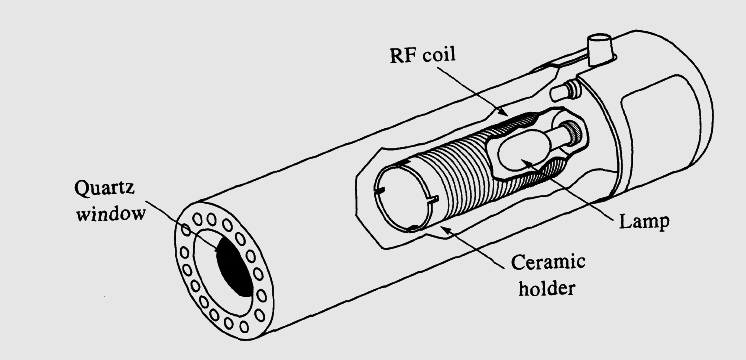 RF coil
Quartz
window
Lamp
Ceramic
holder